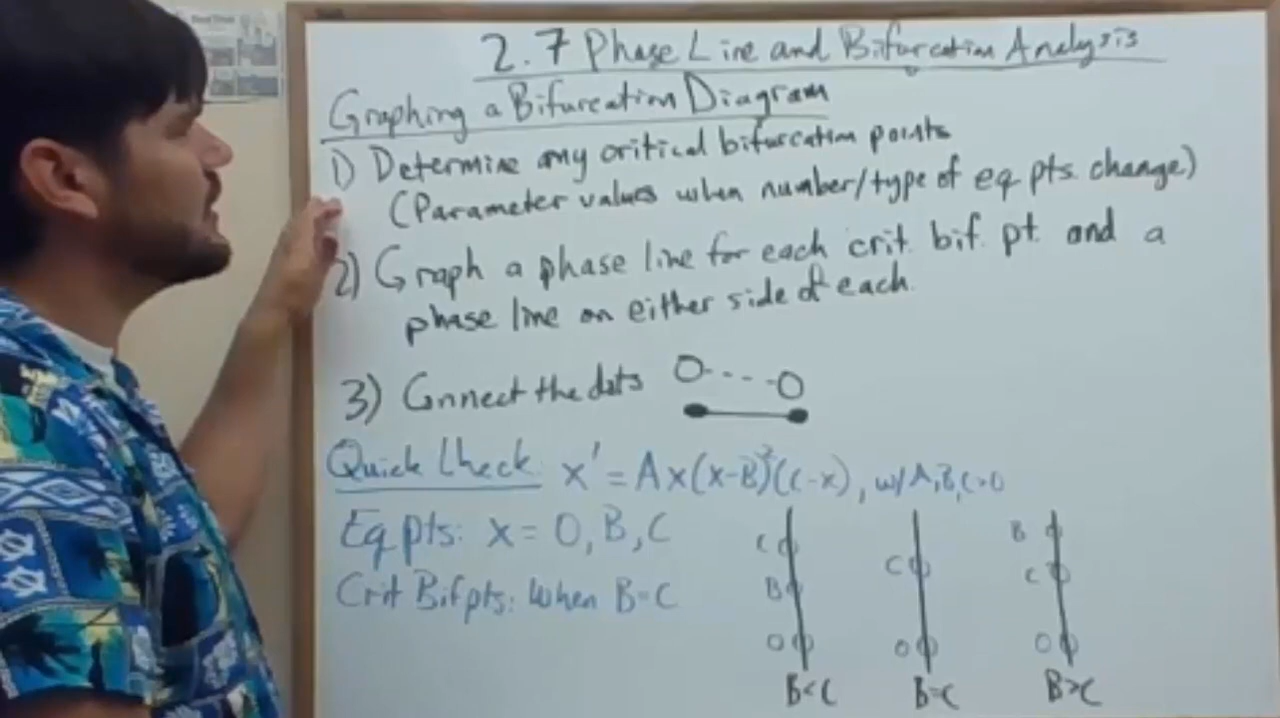 2.7 Phase Line and Bifurcation Analysis
Graphing a Bifurcation Diagram
1) Determine any critical bifurcation points
(Parameter values when number/type of eq pts. change)
2) Graph a phase line for each crit. bif. pt. and a
phase line on either side of each.
3) Connect the dots
Quick Check: x' = Ax(x-B)²(C-x), w/ A,B,C>0
Eq pts: x = 0, B, C
Crit Bif pts: When B=C
C B 0 B<C
C 0 B=C
B C 0 B>C